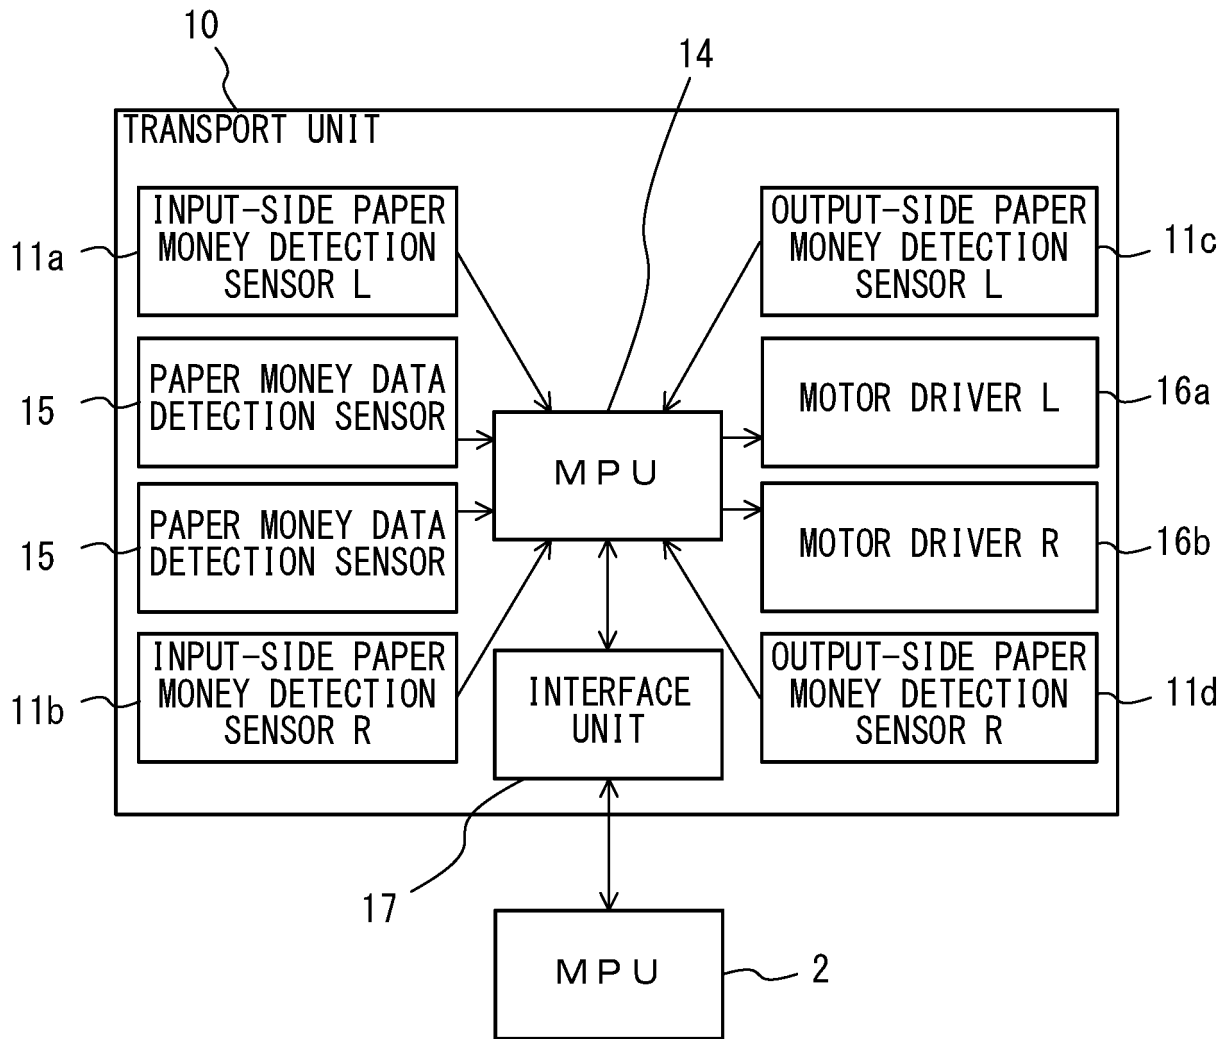 10
14
TRANSPORT UNIT
INPUT-SIDE PAPER
MONEY DETECTION
SENSOR L
11a
OUTPUT-SIDE PAPER
MONEY DETECTION
SENSOR L
11c
PAPER MONEY DATA
DETECTION SENSOR
15
MPU
MOTOR DRIVER L
16a
PAPER MONEY DATA
DETECTION SENSOR
15
MOTOR DRIVER R
16b
INPUT-SIDE PAPER
MONEY DETECTION
SENSOR R
11b
INTERFACE
UNIT
OUTPUT-SIDE PAPER
MONEY DETECTION
SENSOR R
11d
17
MPU
2